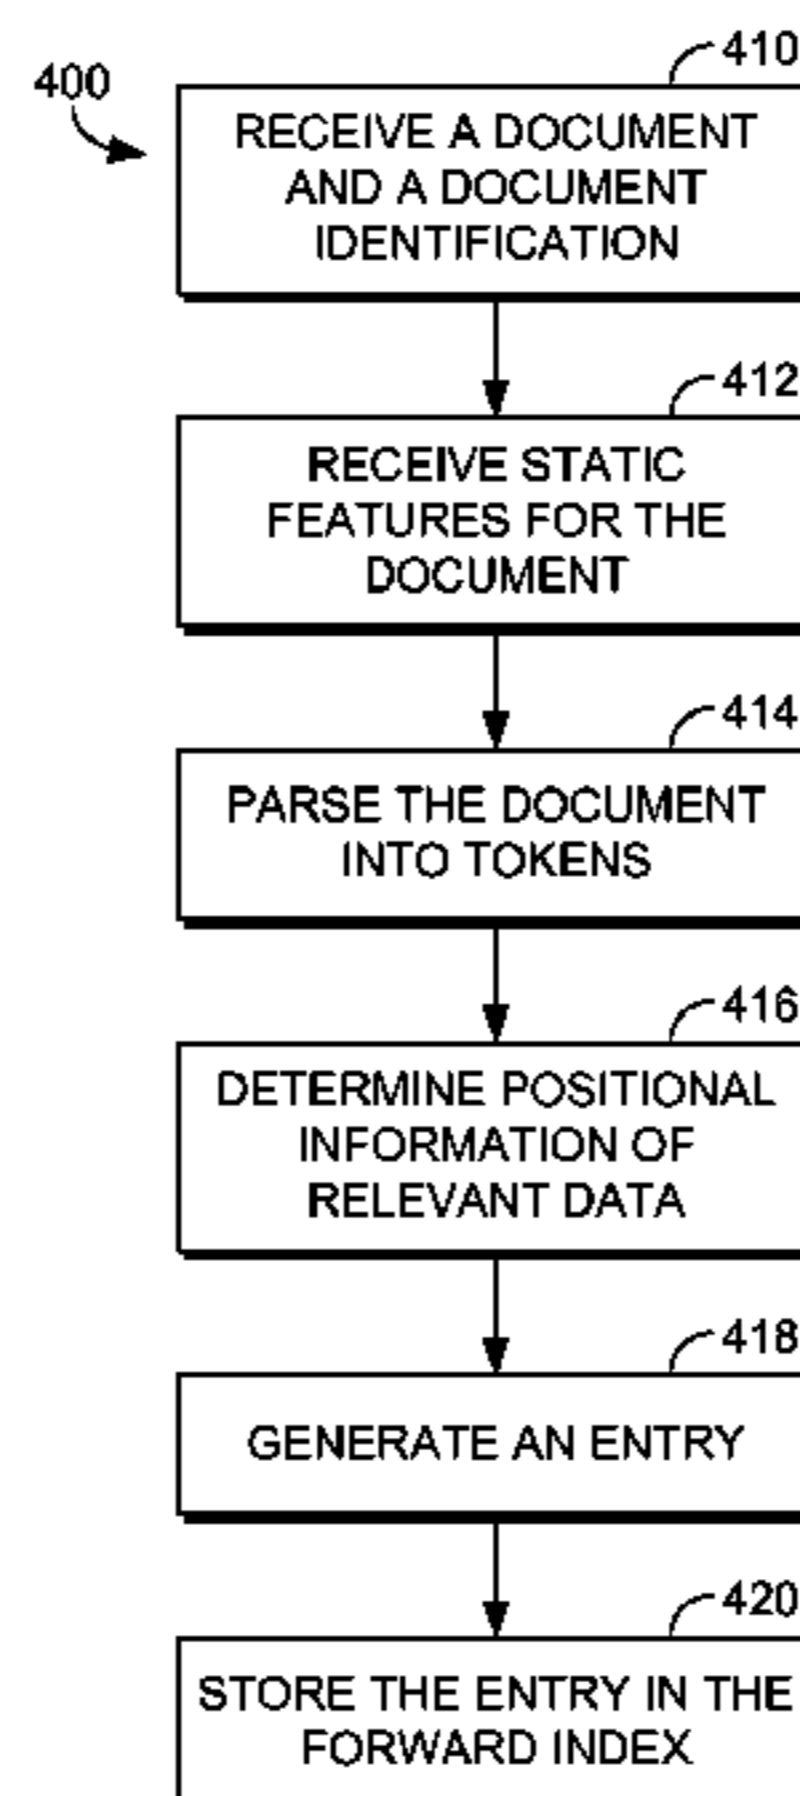 410
400
RECEIVE A DOCUMENT
AND A DOCUMENT
IDENTIFICATION
412
RECEIVE STATIC
FEATURES FOR THE
DOCUMENT
414
PARSE THE DOCUMENT
INTO TOKENS
416
DETERMINE POSITIONAL
INFORMATION OF
RELEVANT DATA
418
GENERATE AN ENTRY
420
STORE THE ENTRY IN THE
FORWARD INDEX